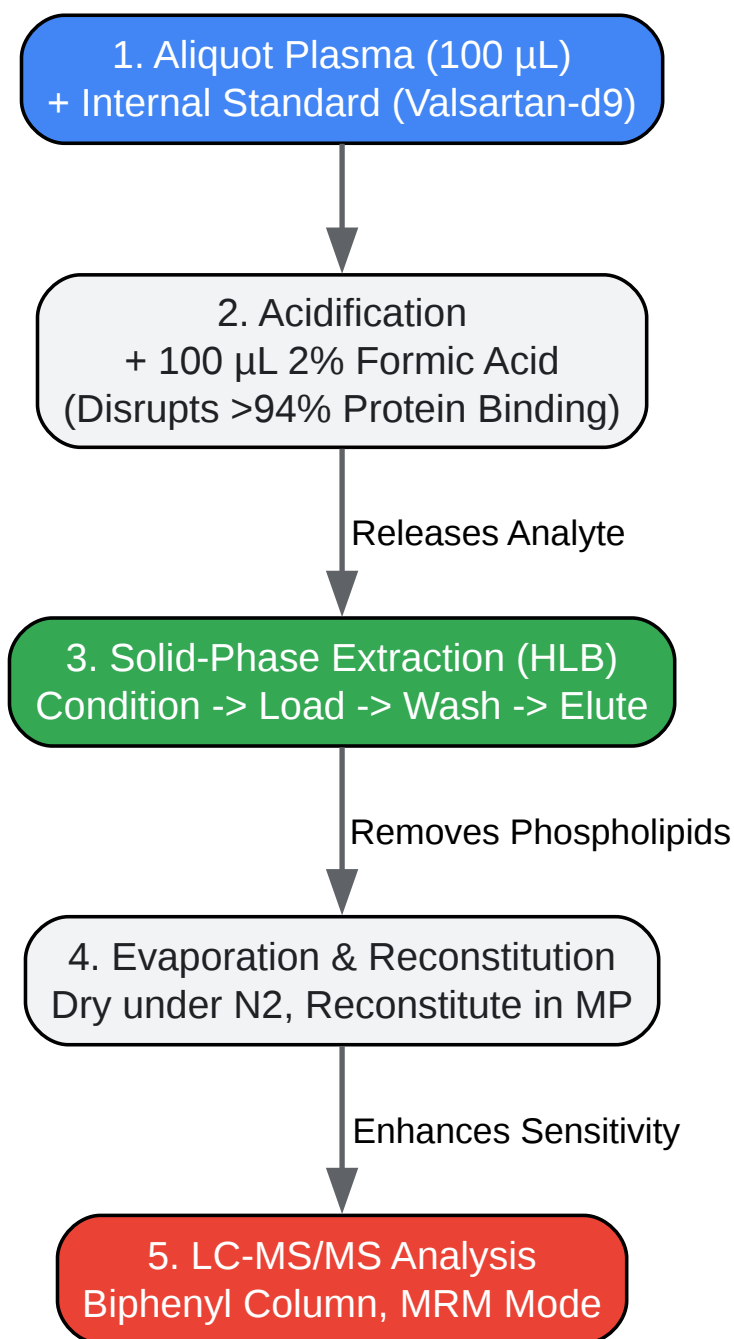 1. Aliquot Plasma (100 µL)
+ Internal Standard (Valsartan-d9)
2. Acidification
+ 100 µL 2% Formic Acid
(Disrupts >94% Protein Binding)
Releases Analyte
3. Solid-Phase Extraction (HLB)
Condition -> Load -> Wash -> Elute
Removes Phospholipids
4. Evaporation & Reconstitution
Dry under N2, Reconstitute in MP
Enhances Sensitivity
5. LC-MS/MS Analysis
Biphenyl Column, MRM Mode